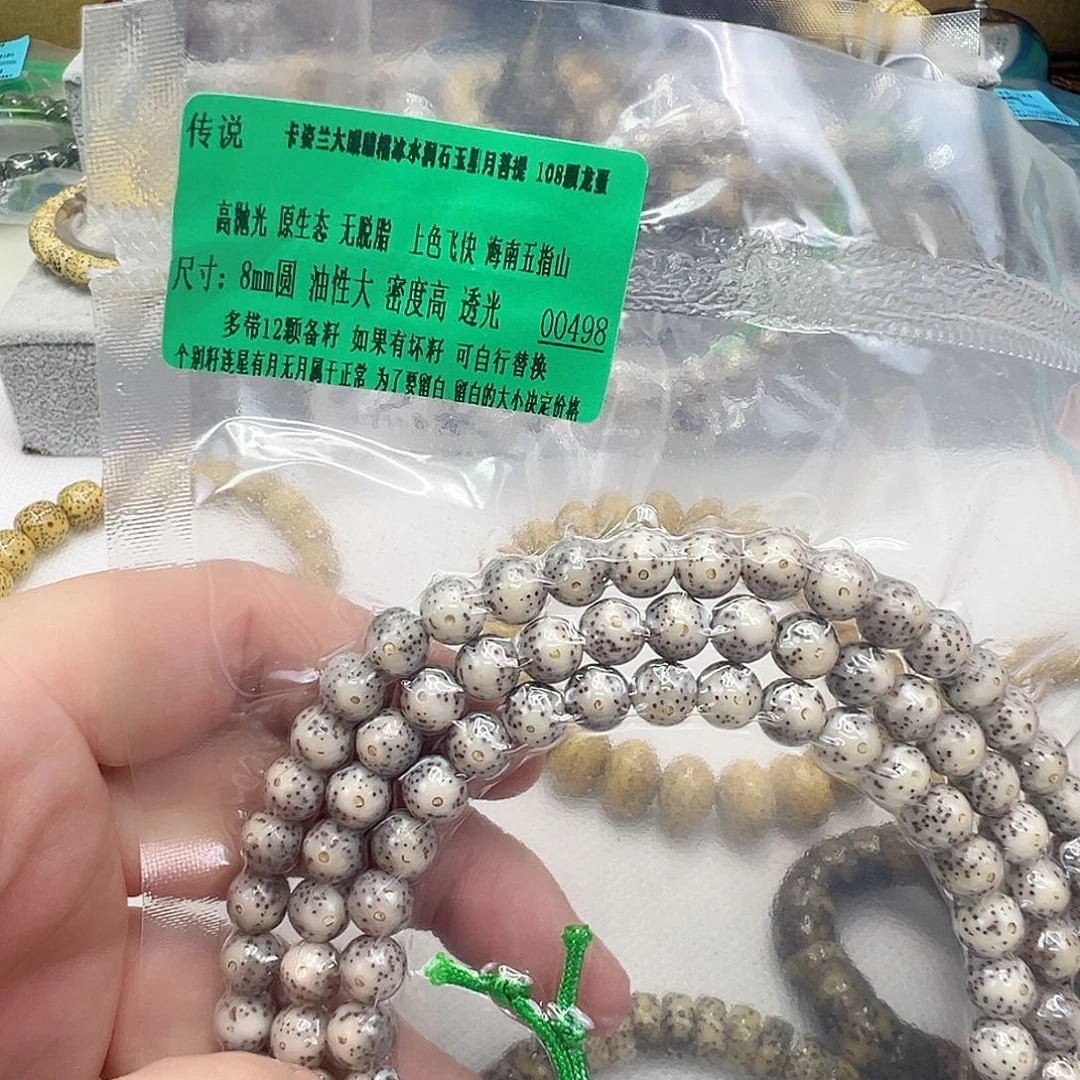 传说 卡姿兰大眼睛糯冰水润石玉星月菩提 108颗龙蛋
高抛光 原生态 无脱脂 上色飞快 海南五指山
尺寸: 8mm圆 油性大 密度高 透光 00498
多带12颗备籽 如果有坏籽 可自行替换
个别籽连星有月无月属于正常 为了要留白 留白的大小决定价格